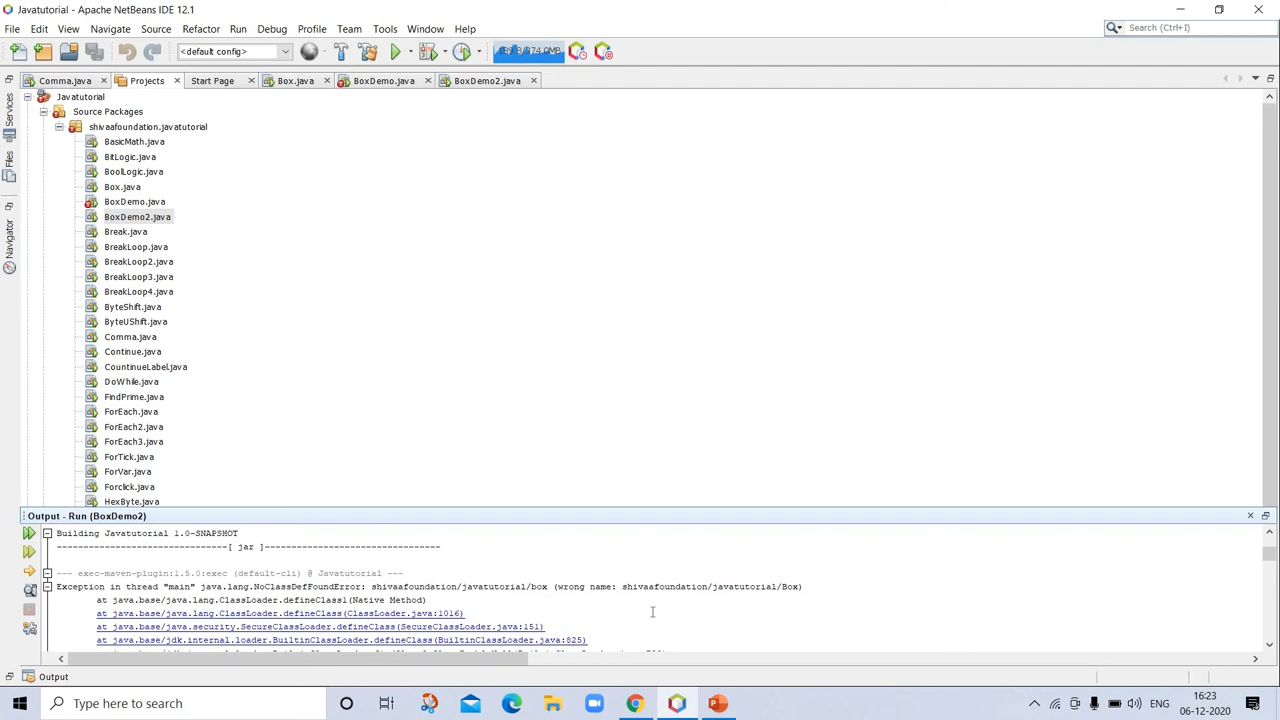 Javatutorial - Apache NetBeans IDE 12.1
File Edit View Navigate Source Refactor Run Debug Profile Team Tools Window Help
Search (Ctrl+I)
<default config>
Comma.java Projects Start Page Box.java BoxDemo.java BoxDemo2.java
Services
Files
Navigator
Javatutorial
Source Packages
shivaafoundation.javatutorial
BasicMath.java
BitLogic.java
BoolLogic.java
Box.java
BoxDemo.java
BoxDemo2.java
Break.java
BreakLoop.java
BreakLoop2.java
BreakLoop3.java
BreakLoop4.java
ByteShift.java
ByteUShift.java
Comma.java
Continue.java
CountinueLabel.java
DoWhile.java
FindPrime.java
ForEach.java
ForEach2.java
ForEach3.java
ForTick.java
ForVar.java
Forclick.java
HexByte.java
Output - Run (BoxDemo2)
Building Javatutorial 1.0-SNAPSHOT
--------------------------------[ jar ]---------------------------------
--- exec-maven-plugin:1.5.0:exec (default-cli) @ Javatutorial ---
Exception in thread "main" java.lang.NoClassDefFoundError: shivaafoundation/javatutorial/box (wrong name: shivaafoundation/javatutorial/Box)
at java.base/java.lang.ClassLoader.defineClass1(Native Method)
at java.base/java.lang.ClassLoader.defineClass(ClassLoader.java:1016)
at java.base/java.security.SecureClassLoader.defineClass(SecureClassLoader.java:151)
at java.base/jdk.internal.loader.BuiltinClassLoader.defineClass(BuiltinClassLoader.java:825)
Output
Type here to search
ENG
16:23
06-12-2020